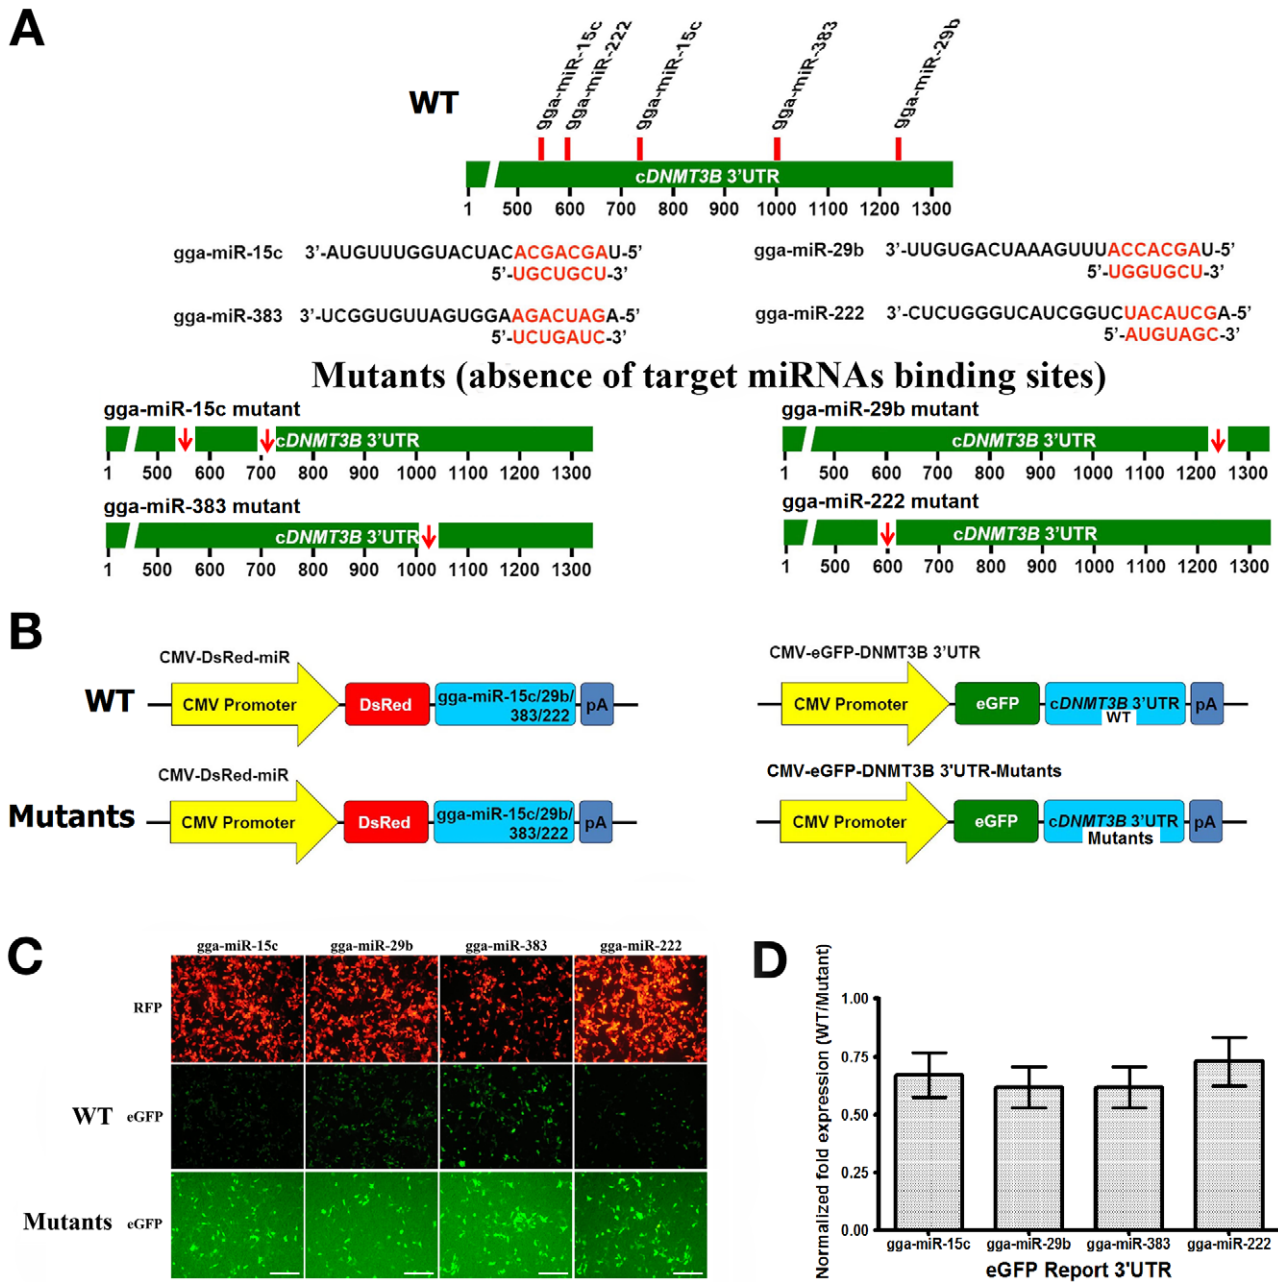 A
gga-miR-15c
gga-miR-222
gga-miR-15c
gga-miR-383
gga-miR-29b
WT
cDNMT3B 3’UTR
1 500 600 700 800 900 1000 1100 1200 1300
gga-miR-15c 3’-AUGUUUGGUACUACACGACGAU-5’
5’-UGCUGCU-3’
gga-miR-29b 3’-UUGUGACUAAAGUUUACCACGAU-5’
5’-UGGUGCU-3’
gga-miR-383 3’-UCGGUGUUAGUGGAAGACUAGA-5’
5’-UCUGAUC-3’
gga-miR-222 3’-CUCUGGGUCAUCGGUCUACAUCGA-5’
5’-AUGUAGC-3’
Mutants (absence of target miRNAs binding sites)
gga-miR-15c mutant
cDNMT3B 3’UTR
1 500 600 700 800 900 1000 1100 1200 1300
gga-miR-29b mutant
cDNMT3B 3’UTR
1 500 600 700 800 900 1000 1100 1200 1300
gga-miR-383 mutant
cDNMT3B 3’UTR
1 500 600 700 800 900 1000 1100 1200 1300
gga-miR-222 mutant
cDNMT3B 3’UTR
1 500 600 700 800 900 1000 1100 1200 1300
B
WT
CMV-DsRed-miR
CMV Promoter DsRed gga-miR-15c/29b/
383/222 pA
CMV-eGFP-DNMT3B 3’UTR
CMV Promoter eGFP cDNMT3B 3’UTR pA
WT
Mutants
CMV-DsRed-miR
CMV Promoter DsRed gga-miR-15c/29b/
383/222 pA
CMV-eGFP-DNMT3B 3'UTR-Mutants
CMV Promoter eGFP cDNMT3B 3’UTR pA
Mutants
C
gga-miR-15c gga-miR-29b gga-miR-383 gga-miR-222
RFP
WT eGFP
Mutants eGFP
D
Normalized fold expression (WT/Mutant)
1.00
0.75
0.50
0.25
0.00
gga-miR-15c gga-miR-29b gga-miR-383 gga-miR-222
eGFP Report 3'UTR